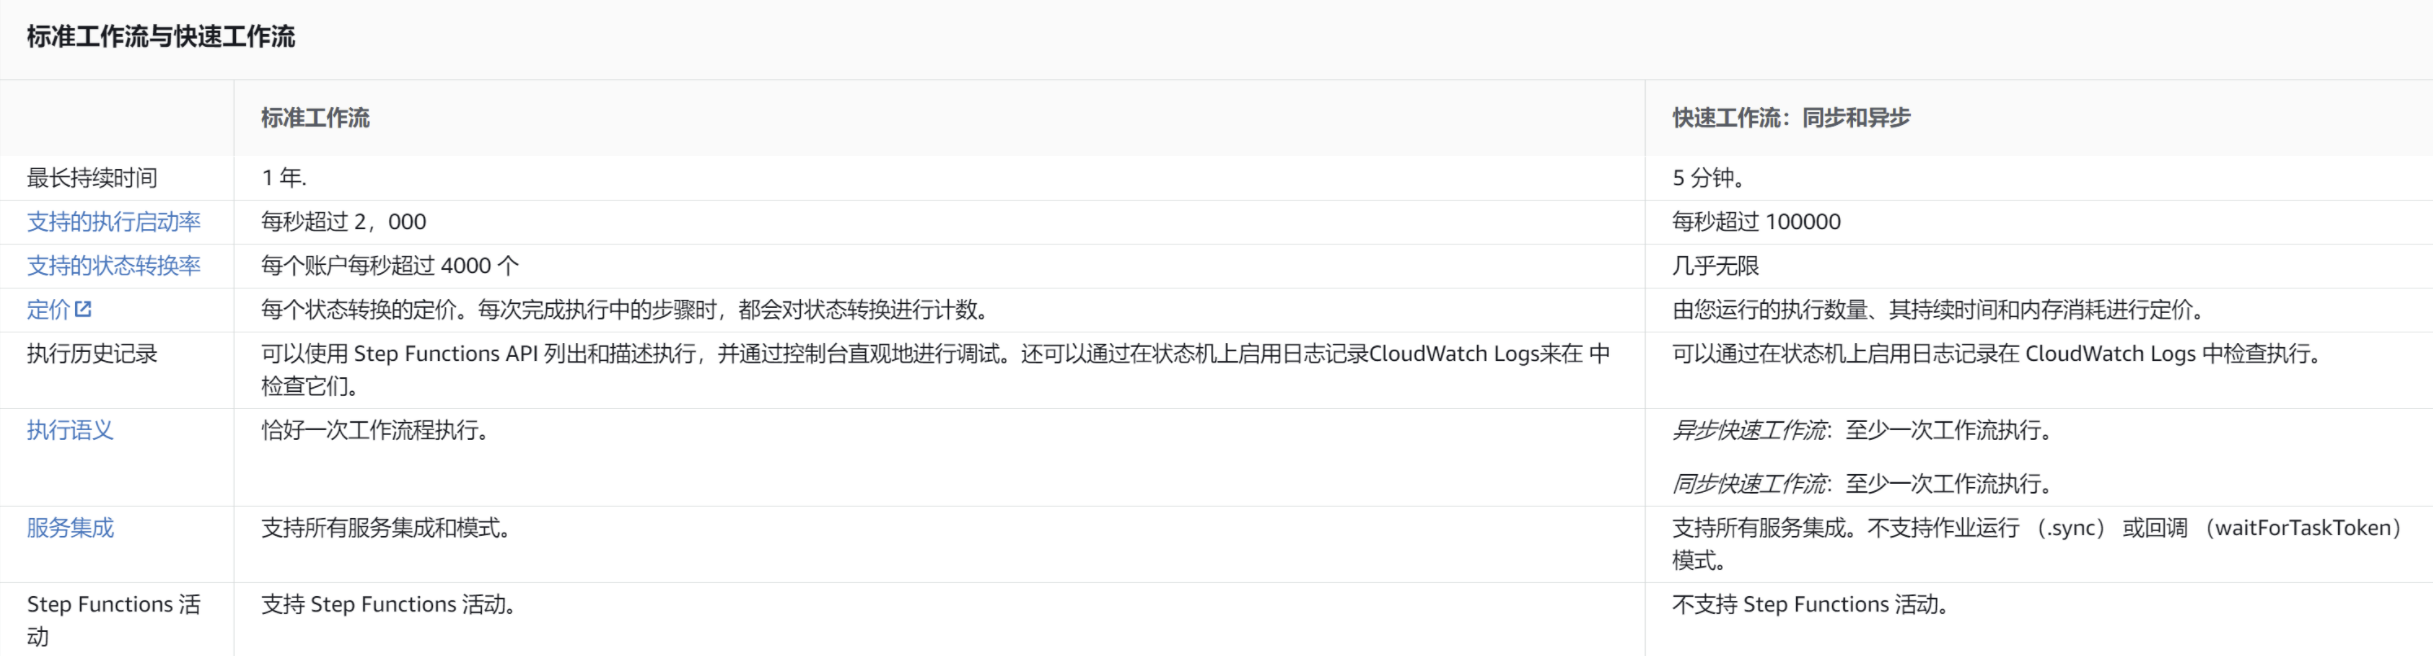 标准工作流与快速工作流
标准工作流
快速工作流：同步和异步
最长持续时间
1 年.
5 分钟。
支持的执行启动率
每秒超过 2，000
每秒超过 100000
支持的状态转换率
每个账户每秒超过 4000 个
几乎无限
定价
每个状态转换的定价。每次完成执行中的步骤时，都会对状态转换进行计数。
由您运行的执行数量、其持续时间和内存消耗进行定价。
执行历史记录
可以使用 Step Functions API 列出和描述执行，并通过控制台直观地进行调试。还可以通过在状态机上启用日志记录CloudWatch Logs来在 中
检查它们。
可以通过在状态机上启用日志记录在 CloudWatch Logs 中检查执行。
执行语义
恰好一次工作流程执行。
异步快速工作流：至少一次工作流执行。
同步快速工作流：至少一次工作流执行。
服务集成
支持所有服务集成和模式。
支持所有服务集成。不支持作业运行 （.sync） 或回调 （waitForTaskToken）
模式。
Step Functions 活
动
支持 Step Functions 活动。
不支持 Step Functions 活动。